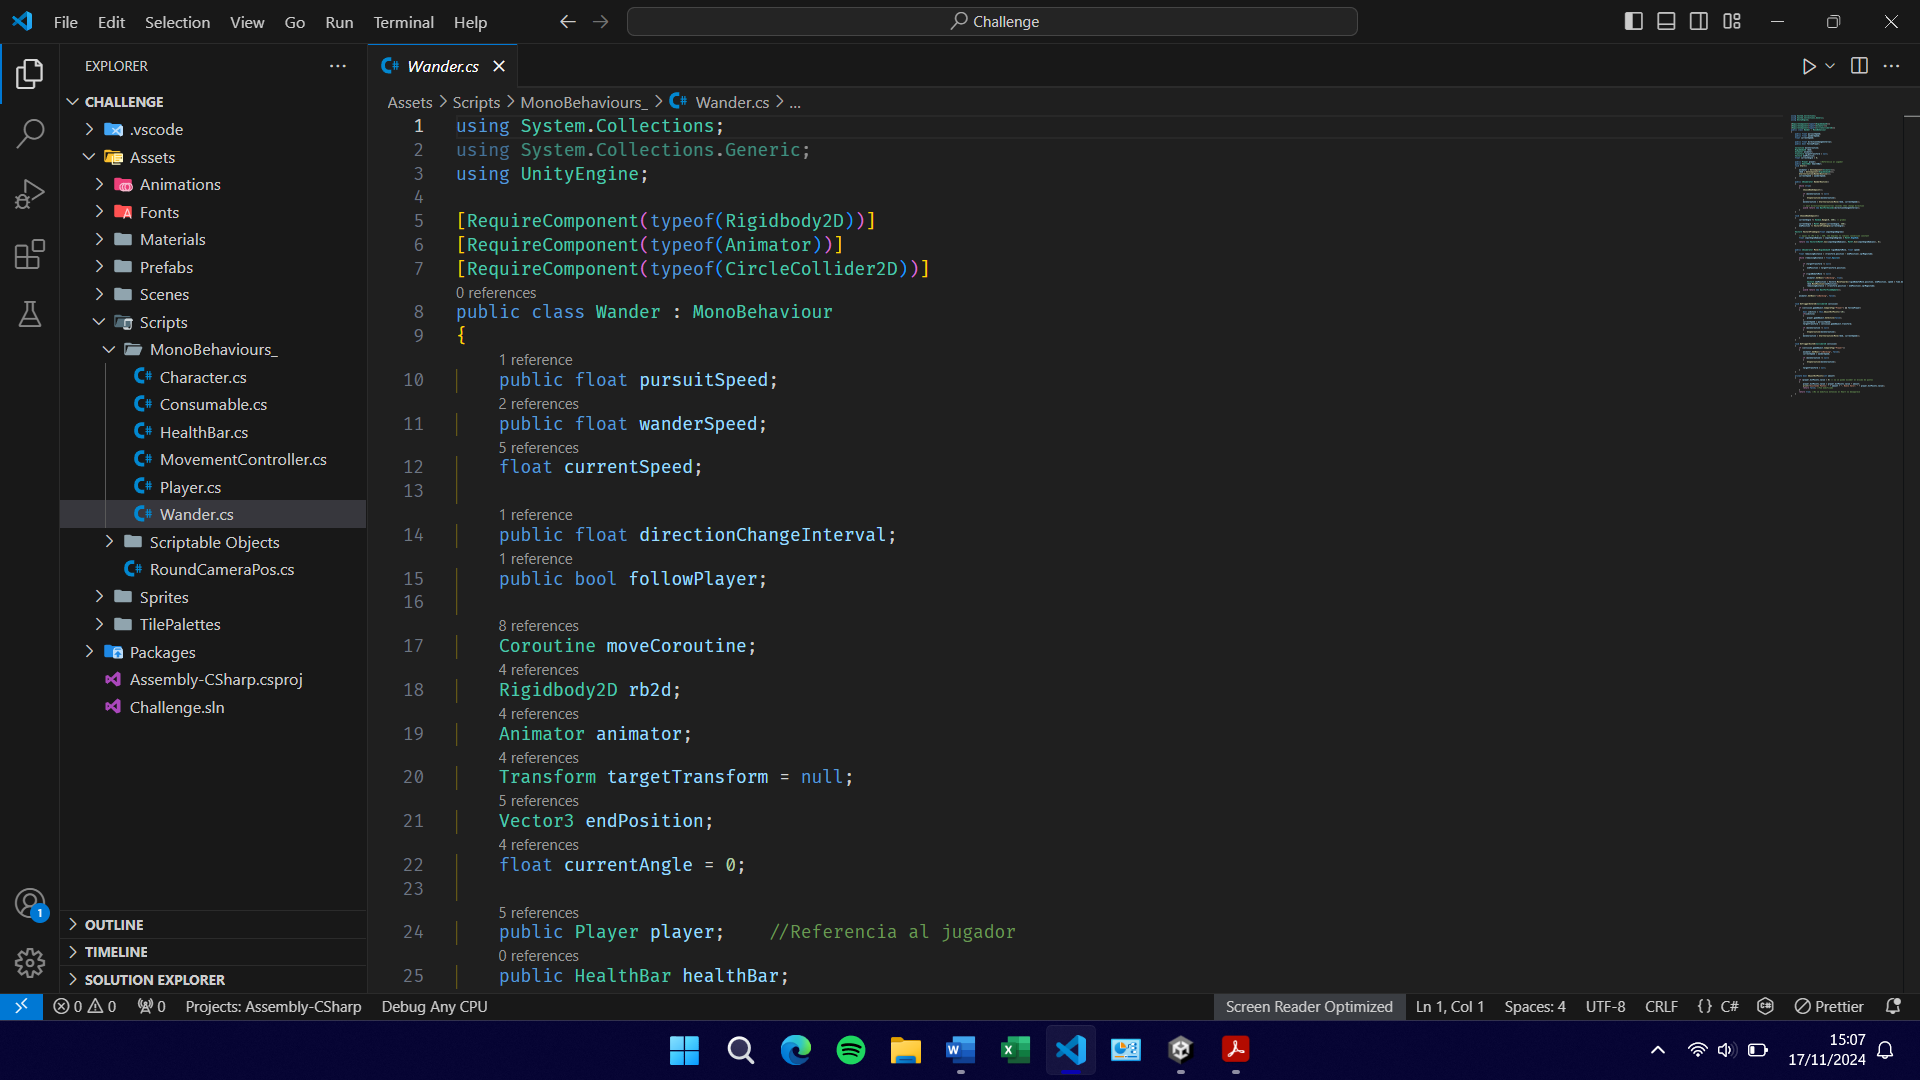 File Edit Selection View Go Run Terminal Help
Challenge
EXPLORER
CHALLENGE
.vscode
Assets
Animations
Fonts
Materials
Prefabs
Scenes
Scripts
MonoBehaviours_
Character.cs
Consumable.cs
HealthBar.cs
MovementController.cs
Player.cs
Wander.cs
Scriptable Objects
RoundCameraPos.cs
Sprites
TilePalettes
Packages
Assembly-CSharp.csproj
Challenge.sln
OUTLINE
TIMELINE
SOLUTION EXPLORER
Wander.cs
Assets > Scripts > MonoBehaviours_ > Wander.cs > ...
1 using System.Collections;
2 using System.Collections.Generic;
3 using UnityEngine;
4
5 [RequireComponent(typeof(Rigidbody2D))]
6 [RequireComponent(typeof(Animator))]
7 [RequireComponent(typeof(CircleCollider2D))]
0 references
8 public class Wander : MonoBehaviour
9 {
1 reference
10 public float pursuitSpeed;
2 references
11 public float wanderSpeed;
5 references
12 float currentSpeed;
13
1 reference
14 public float directionChangeInterval;
1 reference
15 public bool followPlayer;
16
8 references
17 Coroutine moveCoroutine;
4 references
18 Rigidbody2D rb2d;
4 references
19 Animator animator;
4 references
20 Transform targetTransform = null;
5 references
21 Vector3 endPosition;
4 references
22 float currentAngle = 0;
23
5 references
24 public Player player; //Referencia al jugador
0 references
25 public HealthBar healthBar;
1
0 0 0 Projects: Assembly-CSharp Debug Any CPU
Screen Reader Optimized Ln 1, Col 1 Spaces: 4 UTF-8 CRLF {} C# Prettier
15:07
17/11/2024